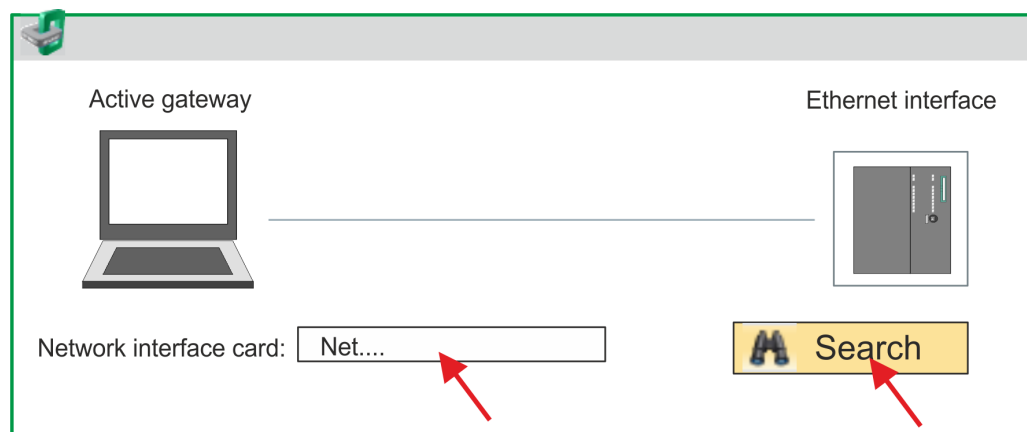 Active gateway
Ethernet interface
Network interface card: Net....
Search